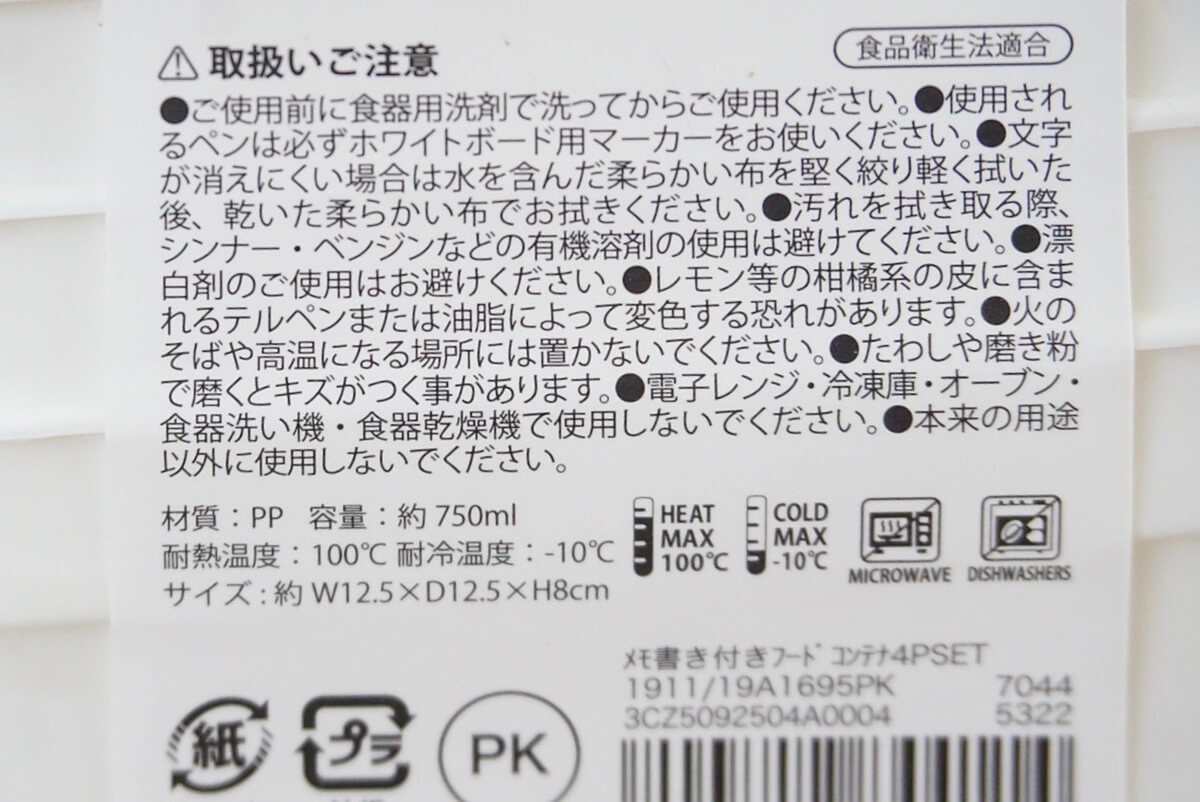 ⚠取扱いご注意
食品衛生法適合
●ご使用前に食器用洗剤で洗ってからご使用ください。●使用され
るペンは必ずホワイトボード用マーカーをお使いください。●文字
が消えにくい場合は水を含んだ柔らかい布を堅く絞り軽く拭いた
後、乾いた柔らかい布でお拭きください。●汚れを拭き取る際、
シンナー・ベンジンなどの有機溶剤の使用は避けてください。●漂
白剤のご使用はお避けください。●レモン等の柑橘系の皮に含ま
れるテルペンまたは油脂によって変色する恐れがあります。●火の
そばや高温になる場所には置かないでください。●たわしや磨き粉
で磨くとキズがつく事があります。●電子レンジ・冷凍庫・オーブン・
食器洗い機・食器乾燥機で使用しないでください。●本来の用途
以外に使用しないでください。
材質：PP 容量：約 750ml
耐熱温度：100℃ 耐冷温度：-10℃
サイズ：約 W12.5×D12.5×H8cm
HEAT
MAX
100℃
COLD
MAX
-10℃
MICROWAVE
DISHWASHERS
ﾒﾓ書き付きﾌｰﾄﾞ ｺﾝﾃﾅ4PSET
1911/19A1695PK 7044
3CZ5092504A0004 5322
紙
プラ
PK